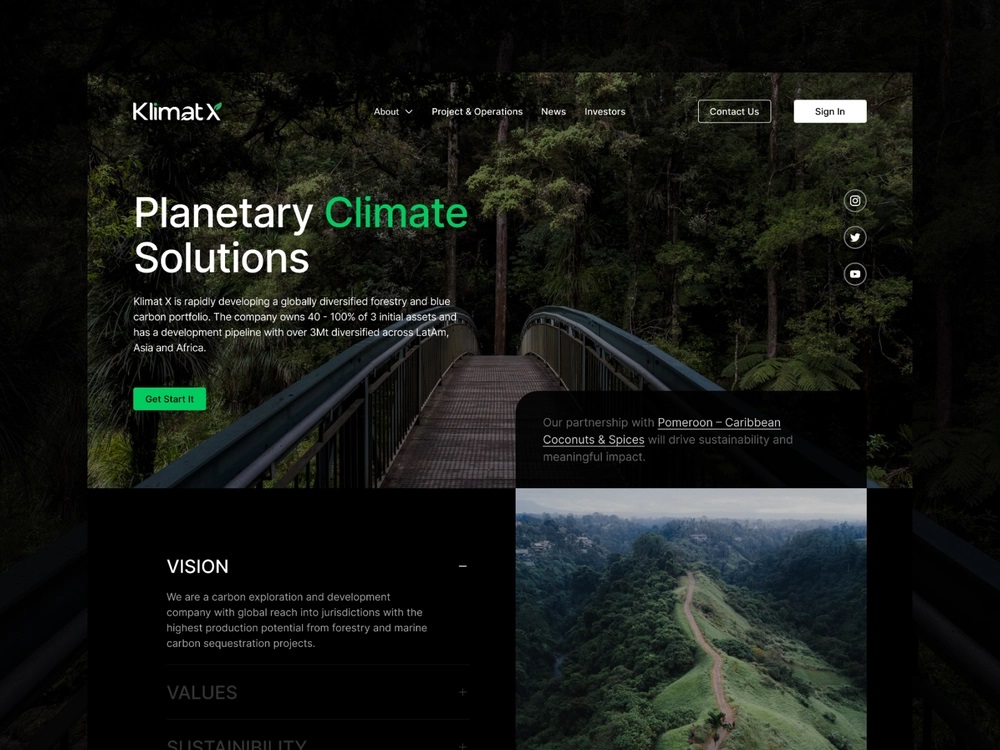 KlimatX
About
Project & Operations
News
Investors
Contact Us
Sign In
Planetary Climate
Solutions
Klimat X is rapidly developing a globally diversified forestry and blue
carbon portfolio. The company owns 40 - 100% of 3 initial assets and
has a development pipeline with over 3Mt diversified across LatAm,
Asia and Africa.
Get Start It
Our partnership with Pomeroon – Caribbean
Coconuts & Spices will drive sustainability and
meaningful impact.
VISION
We are a carbon exploration and development
company with global reach into jurisdictions with the
highest production potential from forestry and marine
carbon sequestration projects.
VALUES
SUSTAINIBILITY